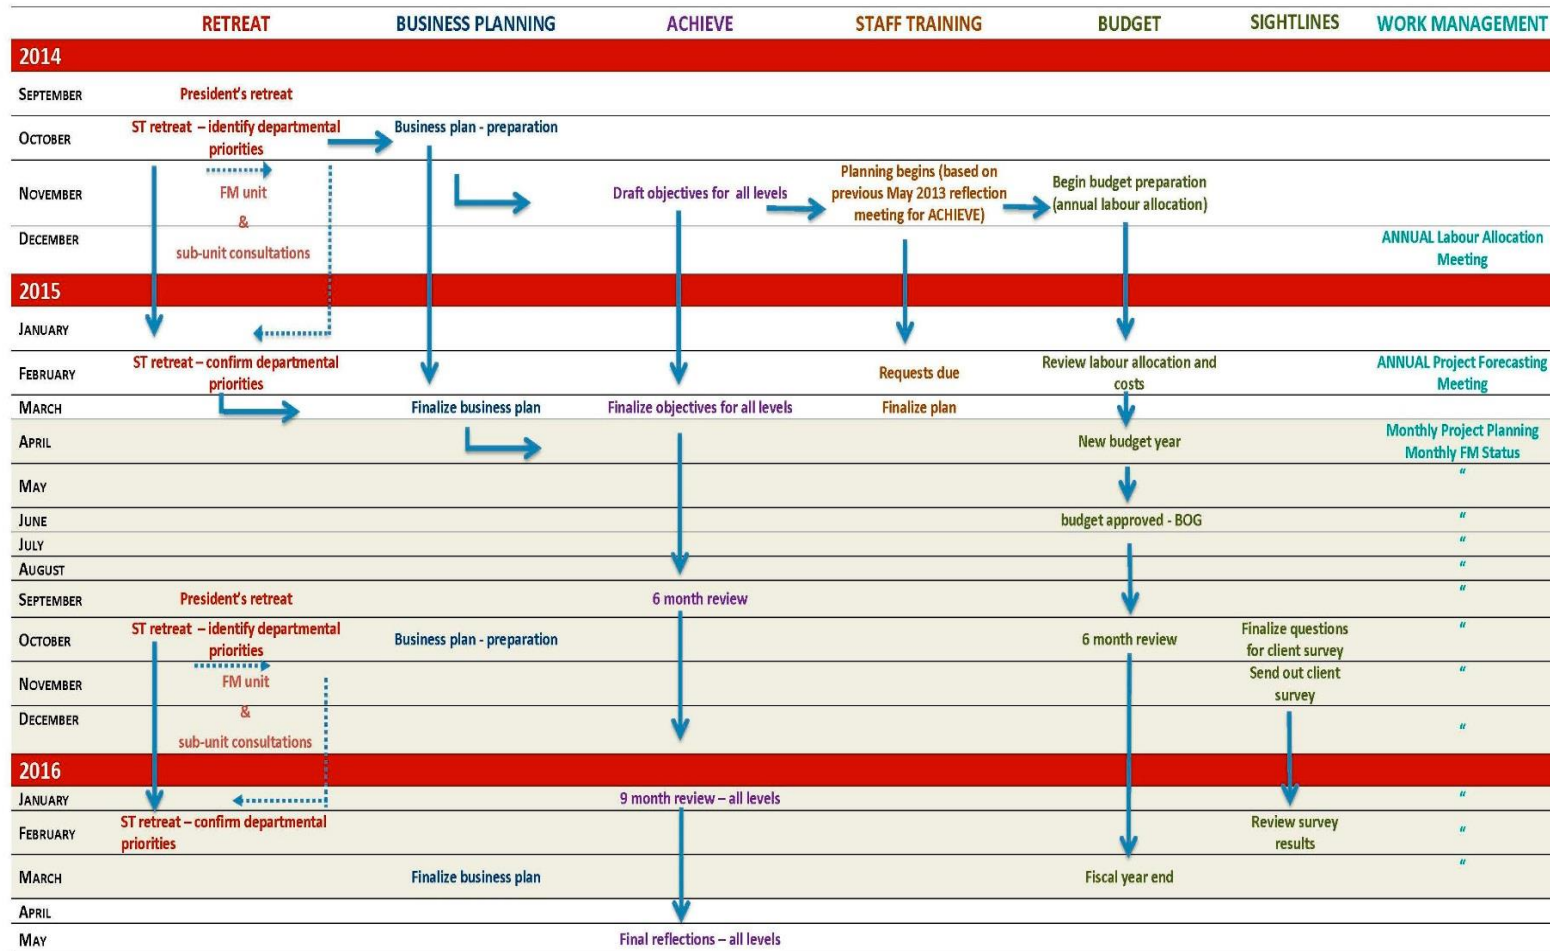 RETREAT BUSINESS PLANNING ACHIEVE STAFF TRAINING BUDGET SIGHTLINES WORK MANAGEMENT
2014
SEPTEMBER President's retreat
OCTOBER ST retreat – identify departmental priorities Business plan - preparation
NOVEMBER FM unit Draft objectives for all levels Planning begins (based on previous May 2013 reflection meeting for ACHIEVE) Begin budget preparation (annual labour allocation)
&
DECEMBER sub-unit consultations ANNUAL Labour Allocation Meeting
2015
JANUARY
FEBRUARY ST retreat – confirm departmental priorities Requests due Review labour allocation and costs ANNUAL Project Forecasting Meeting
MARCH Finalize business plan Finalize objectives for all levels Finalize plan
APRIL New budget year Monthly Project Planning Monthly FM Status
MAY “
JUNE budget approved - BOG “
JULY “
AUGUST “
SEPTEMBER President's retreat 6 month review “
OCTOBER ST retreat – identify departmental priorities Business plan - preparation 6 month review Finalize questions for client survey “
NOVEMBER FM unit Send out client survey “
&
DECEMBER sub-unit consultations “
2016
JANUARY 9 month review – all levels “
FEBRUARY ST retreat – confirm departmental priorities Review survey results “
MARCH Finalize business plan Fiscal year end “
APRIL
MAY Final reflections – all levels